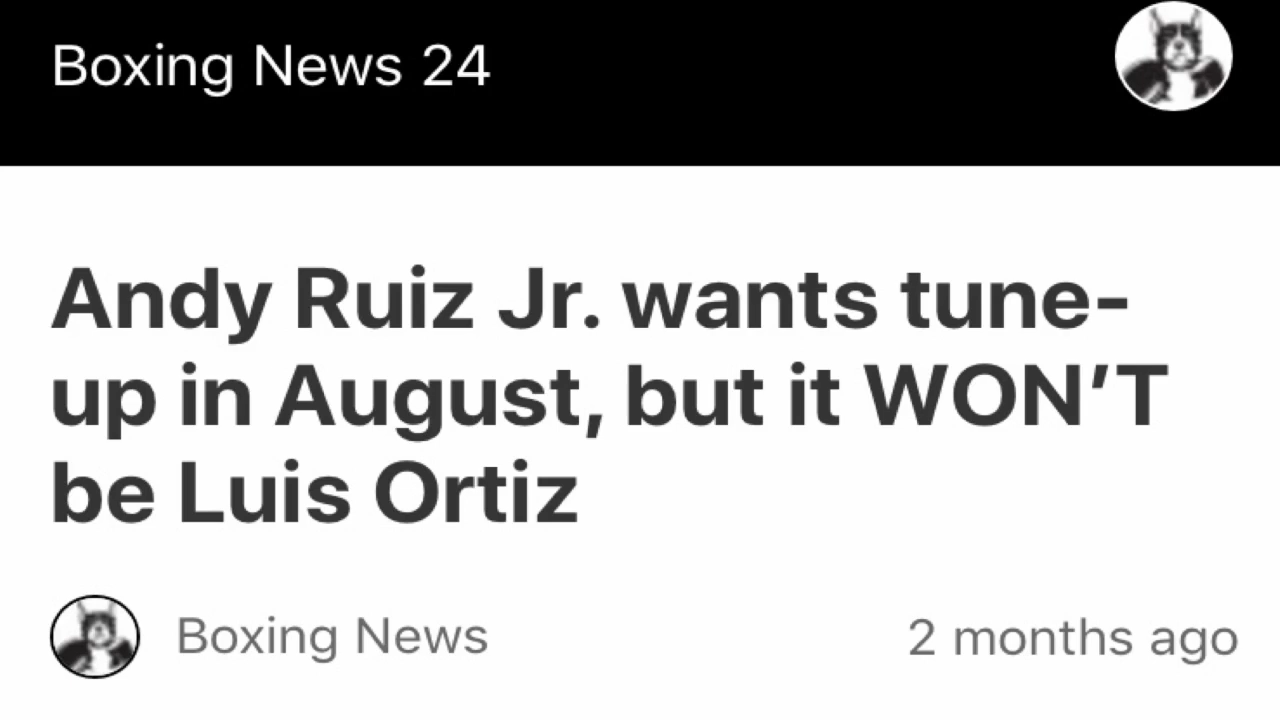 Boxing News 24
Andy Ruiz Jr. wants tune-
up in August, but it WON’T
be Luis Ortiz
Boxing News
2 months ago